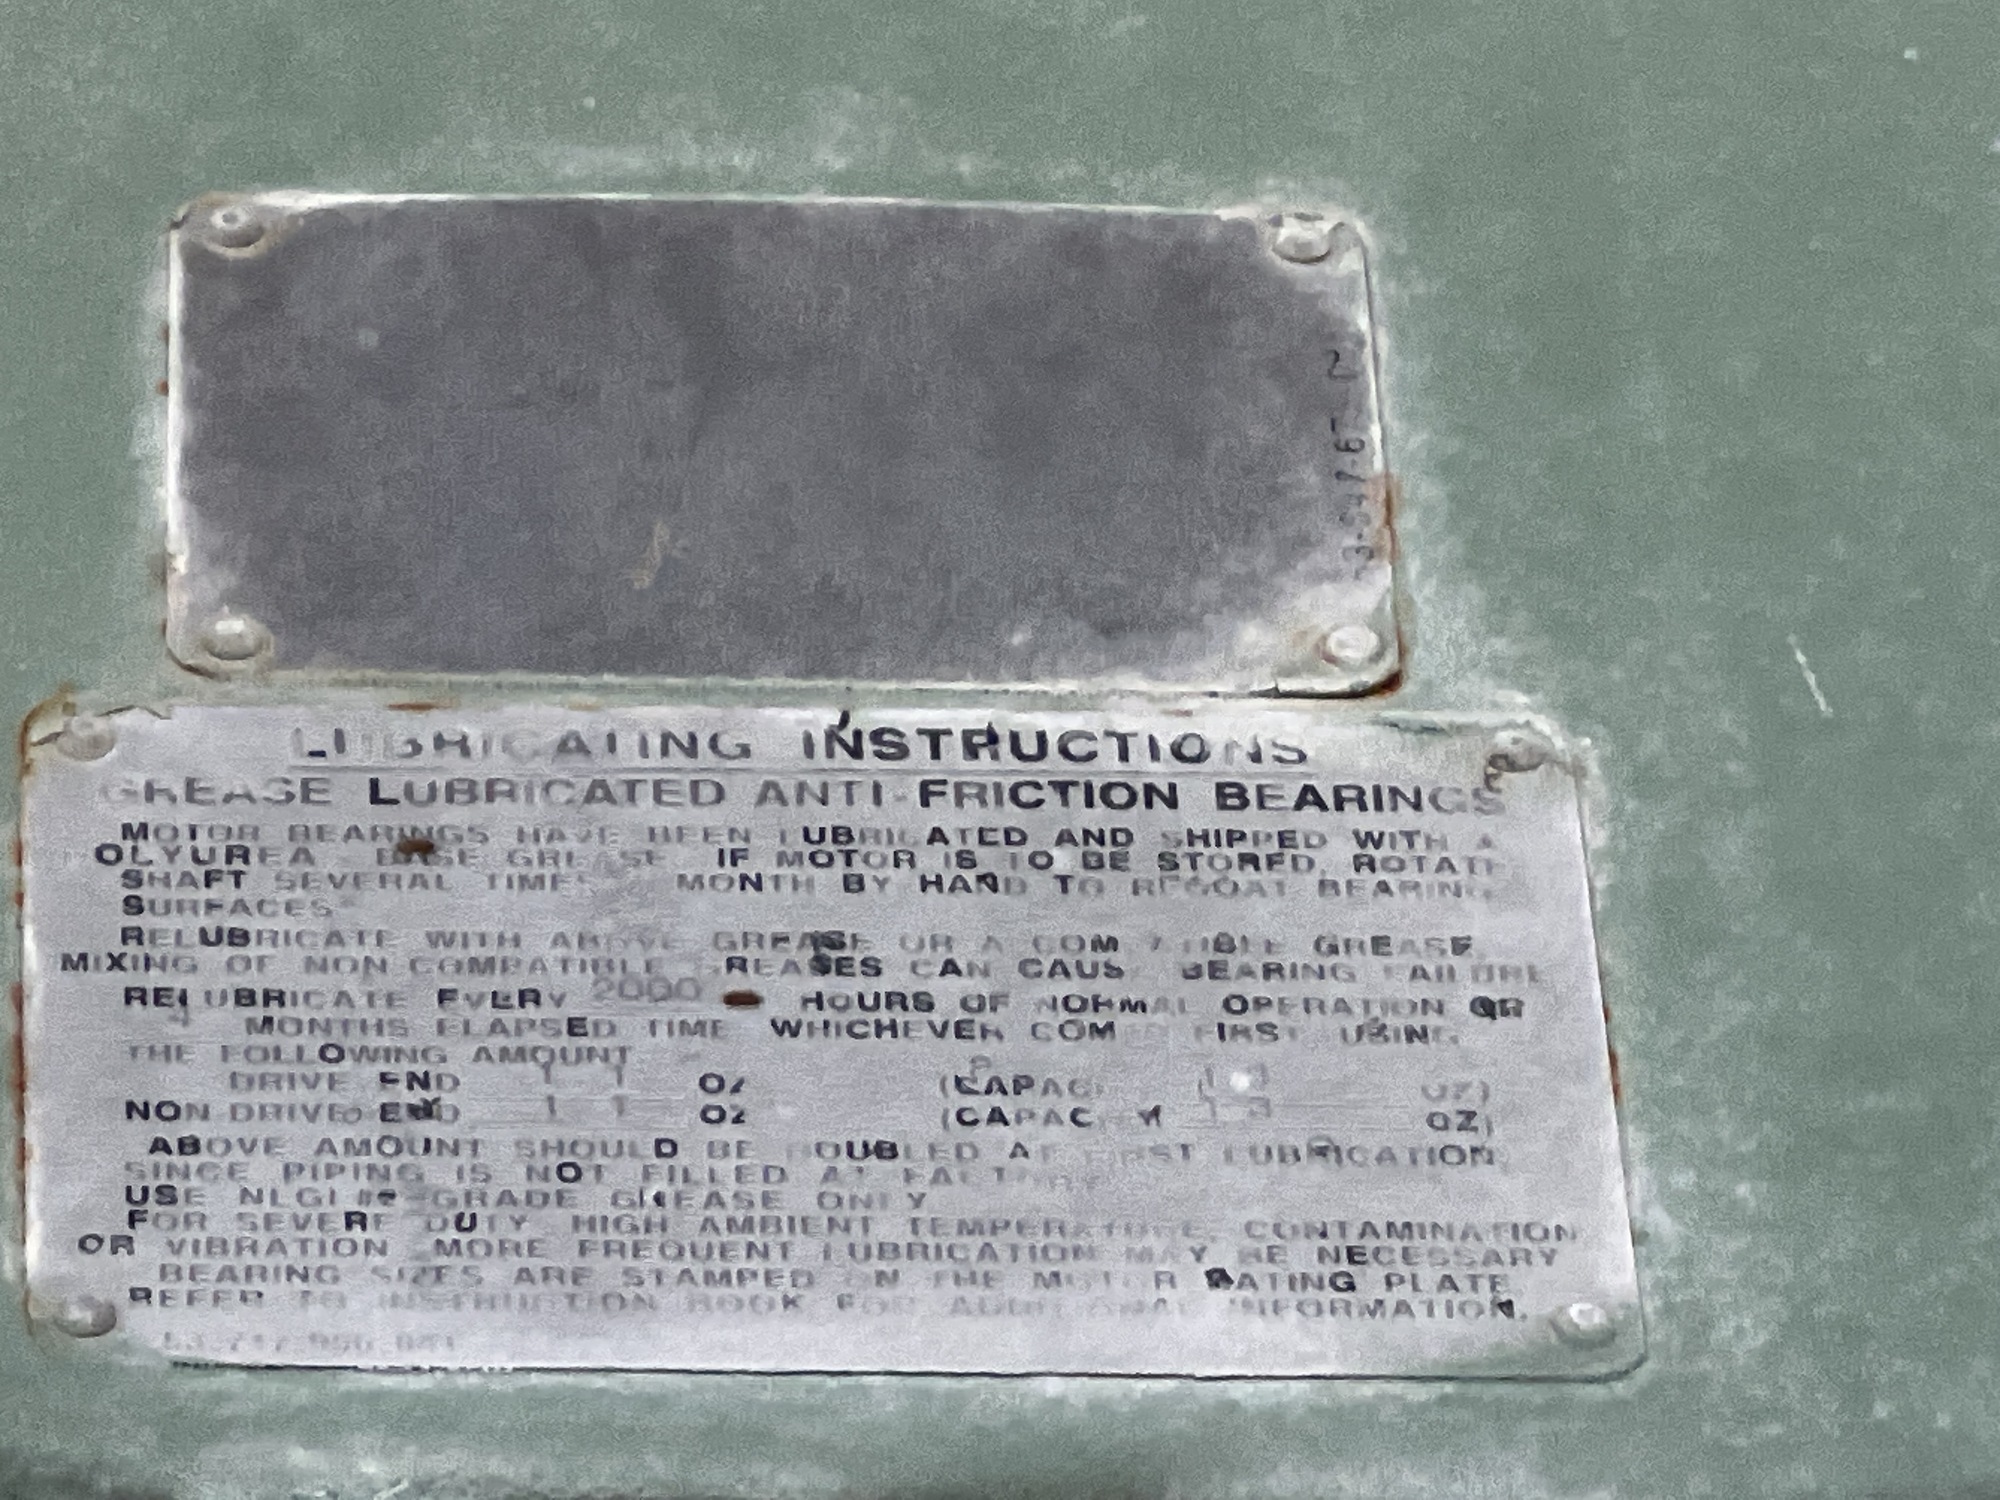 LUBRICATING INSTRUCTIONS
GREASE LUBRICATED ANTI-FRICTION BEARINGS
MOTOR BEARINGS HAVE BEEN LUBRICATED AND SHIPPED WITH A
OLYUREA BASE GREASE IF MOTOR IS TO BE STORED, ROTATE
SHAFT SEVERAL TIMES MONTH BY HAND TO RECOAT BEARING
SURFACES
RELUBRICATE WITH ABOVE GREASE OR A COMPATIBLE GREASE
MIXING OF NON COMPATIBLE GREASES CAN CAUSE BEARING FAILURE
RELUBRICATE EVERY 2000 HOURS OF NORMAL OPERATION OR
MONTHS ELAPSED TIME WHICHEVER COMES FIRST USING
THE FOLLOWING AMOUNT
DRIVE END OZ (CAPACITY OZ)
NON DRIVE END OZ (CAPACITY OZ)
ABOVE AMOUNT SHOULD BE DOUBLED AT FIRST LUBRICATION
SINCE PIPING IS NOT FILLED AT FACTORY
USE NLGI #2 GRADE GREASE ONLY
FOR SEVERE DUTY HIGH AMBIENT TEMPERATURE, CONTAMINATION
OR VIBRATION MORE FREQUENT LUBRICATION MAY BE NECESSARY
BEARING SIZES ARE STAMPED ON THE MOTOR RATING PLATE
REFER TO INSTRUCTION BOOK FOR ADDITIONAL INFORMATION.